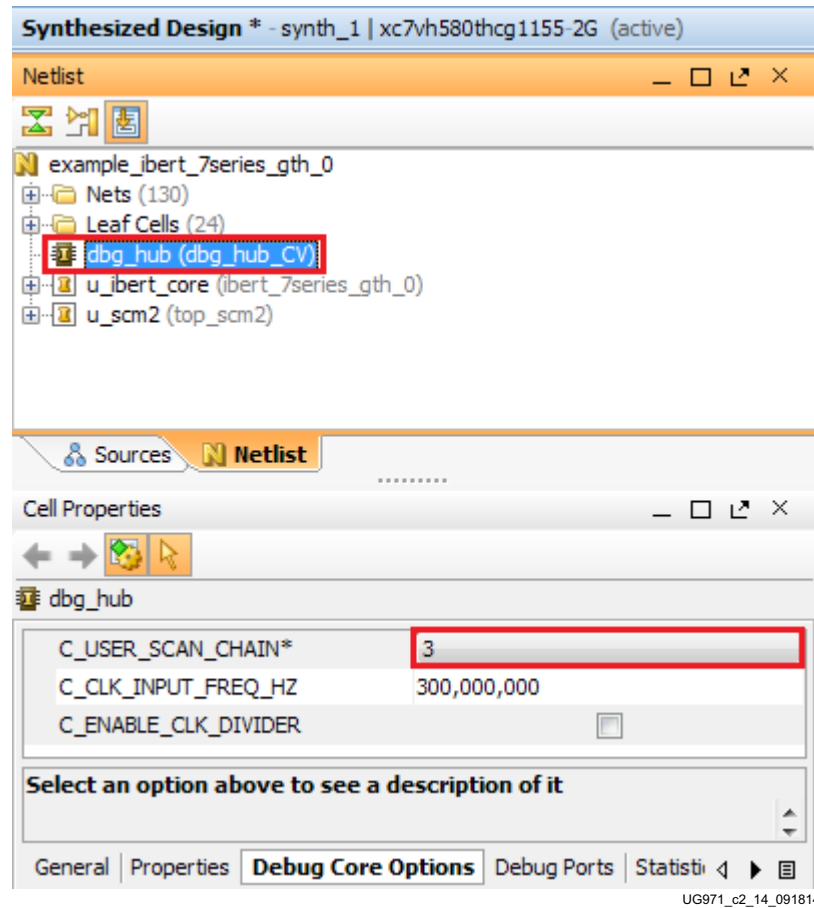 Synthesized Design * - synth_1 | xc7vh580thcg1155-2G (active)
Netlist
N example_ibert_7series_gth_0
Nets (130)
Leaf Cells (24)
dbg_hub (dbg_hub_CV)
u_ibert_core (ibert_7series_gth_0)
u_scm2 (top_scm2)
Sources N Netlist
Cell Properties
dbg_hub
C_USER_SCAN_CHAIN* 3
C_CLK_INPUT_FREQ_HZ 300,000,000
C_ENABLE_CLK_DIVIDER
Select an option above to see a description of it
General | Properties | Debug Core Options | Debug Ports | Statisti
UG971_c2_14_091814